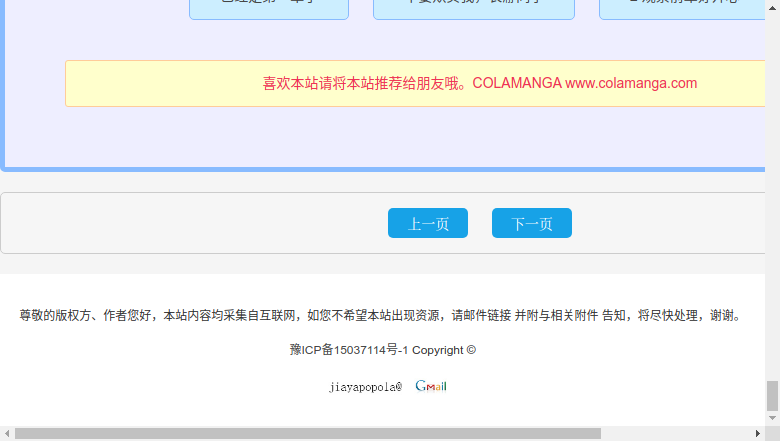 喜欢本站请将本站推荐给朋友哦。COLAMANGA www.colamanga.com
上一页
下一页
尊敬的版权方、作者您好，本站内容均采集自互联网，如您不希望本站出现资源，请邮件链接 并附与相关附件 告知，将尽快处理，谢谢。
豫ICP备15037114号-1 Copyright ©
jiayapopola@ Gmail